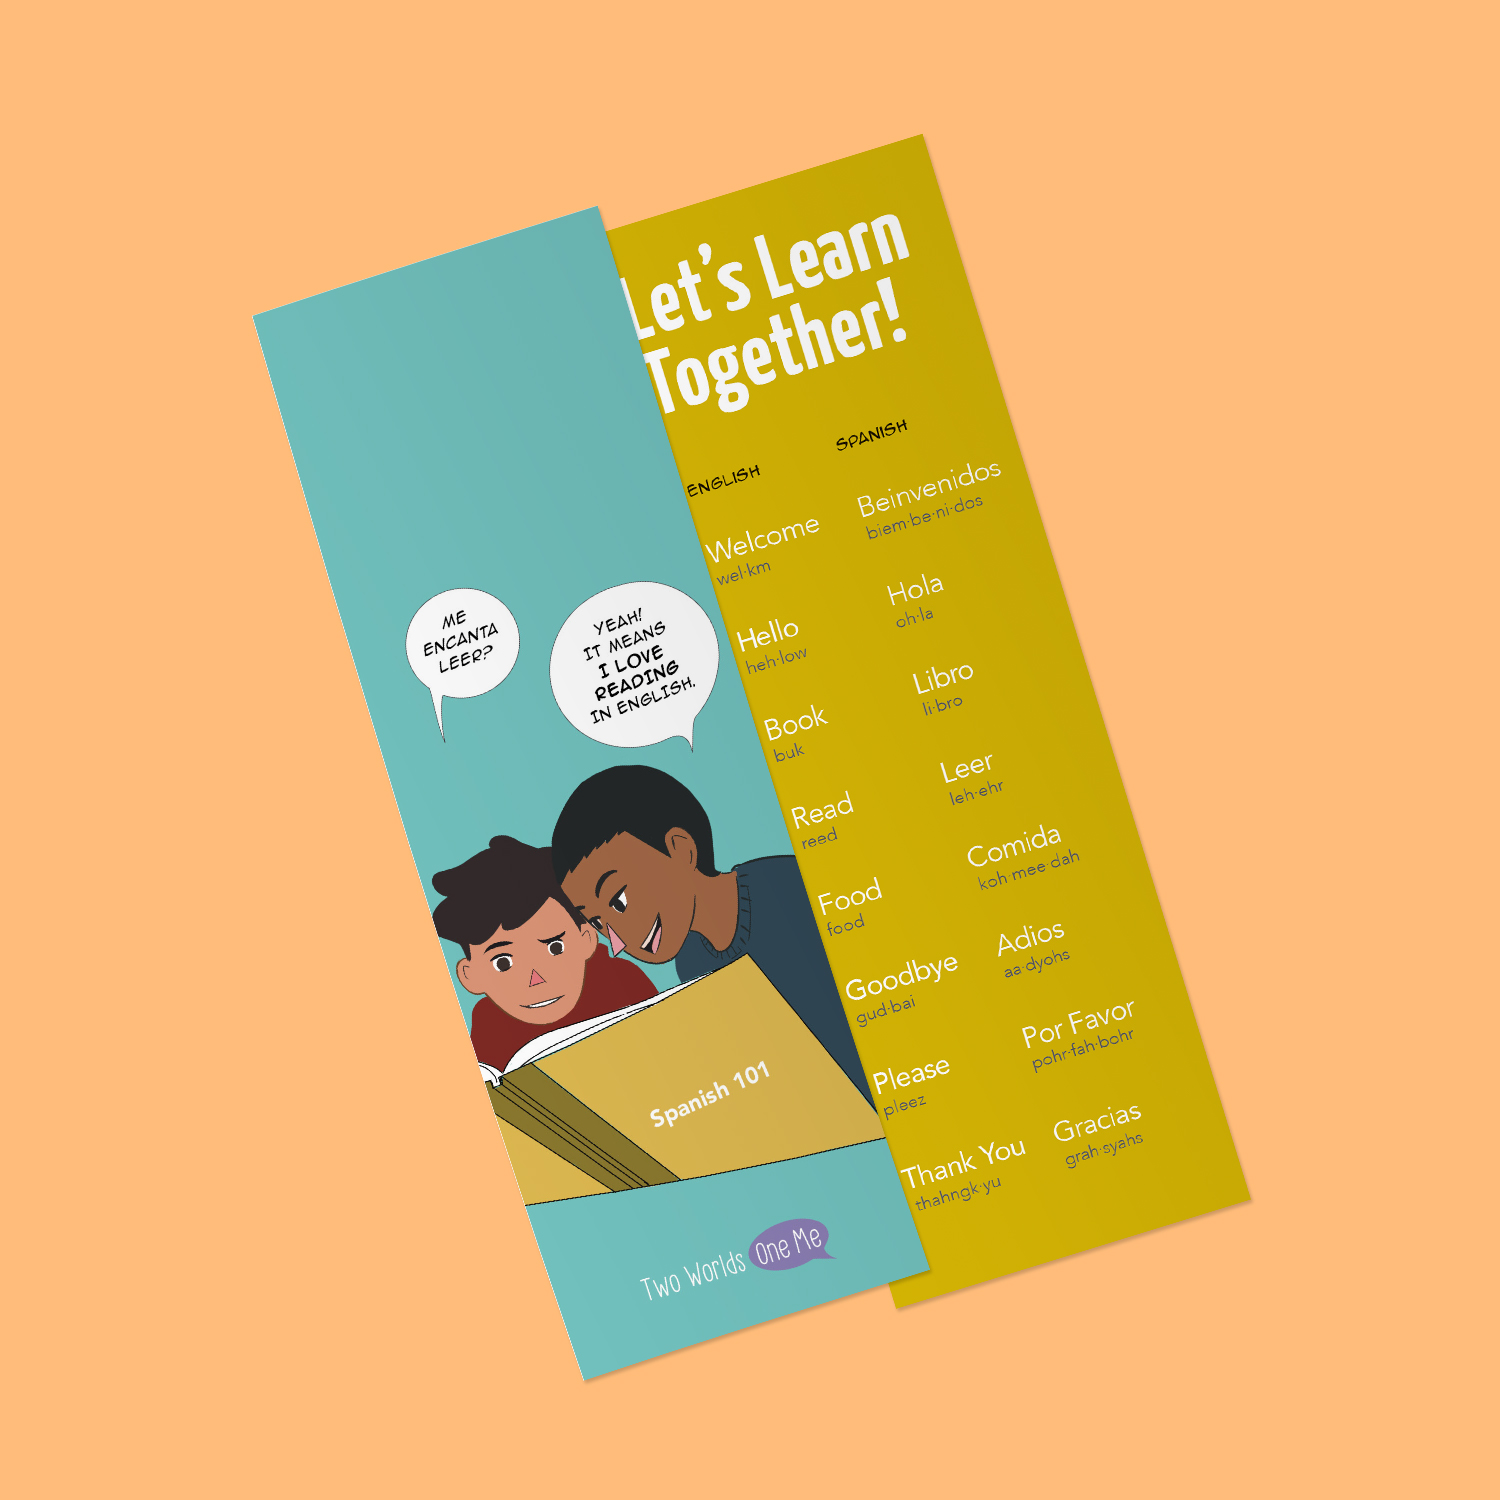 ME
ENCANTA
LEER?
YEAH!
IT MEANS
I LOVE
READING
IN ENGLISH.
Spanish 101
Two Worlds One Me
Let's Learn
Together!
ENGLISH SPANISH
Welcome Beinvenidos
wel·km biem·be·ni·dos
Hello Hola
heh·low oh·la
Book Libro
buk li·bro
Read Leer
reed leh·ehr
Food Comida
food koh·mee·dah
Goodbye Adios
gud·bai aa·dyohs
Please Por Favor
pleez pohr·fah·bohr
Thank You Gracias
thahngk·yu grah·syahs